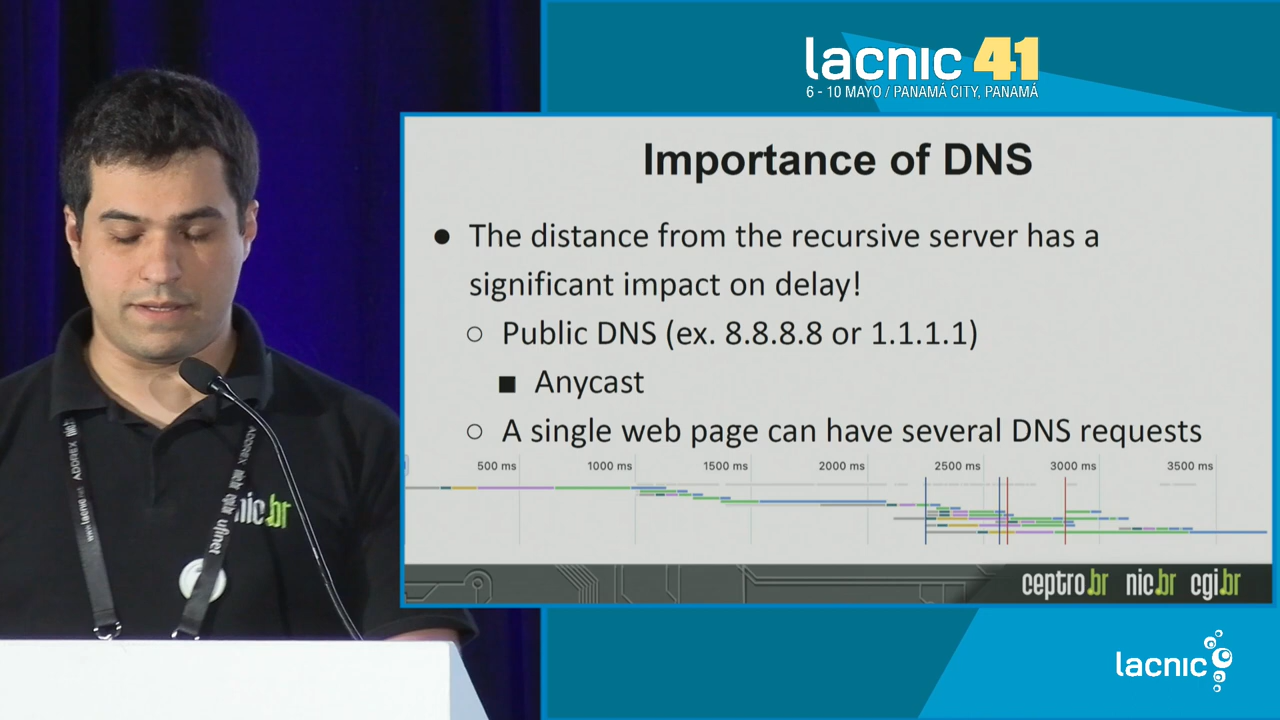 lacnic 41
6 - 10 MAYO / PANAMÁ CITY, PANAMÁ
Importance of DNS
● The distance from the recursive server has a
significant impact on delay!
○ Public DNS (ex. 8.8.8.8 or 1.1.1.1)
■ Anycast
○ A single web page can have several DNS requests
500 ms 1000 ms 1500 ms 2000 ms 2500 ms 3000 ms 3500 ms
ceptro.br nic.br cgi.br
nic.br
lacnic